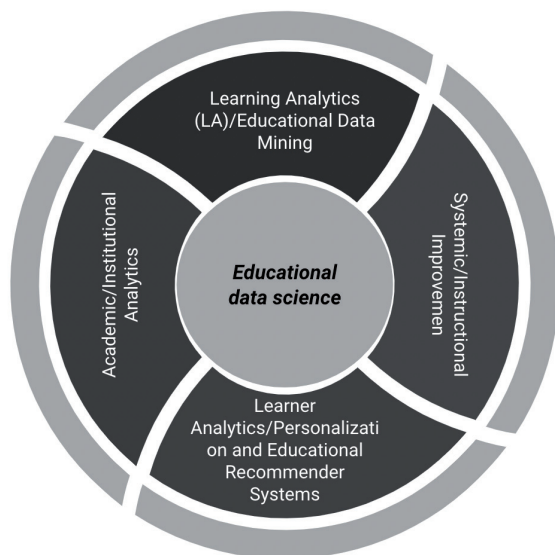 Learning Analytics
(LA)/Educational Data
Mining
Systemic/Instructional
Improvemen
Learner
Analytics/Personalizati
on and Educational
Recommender
Systems
Academic/Institutional
Analytics
Educational
data science